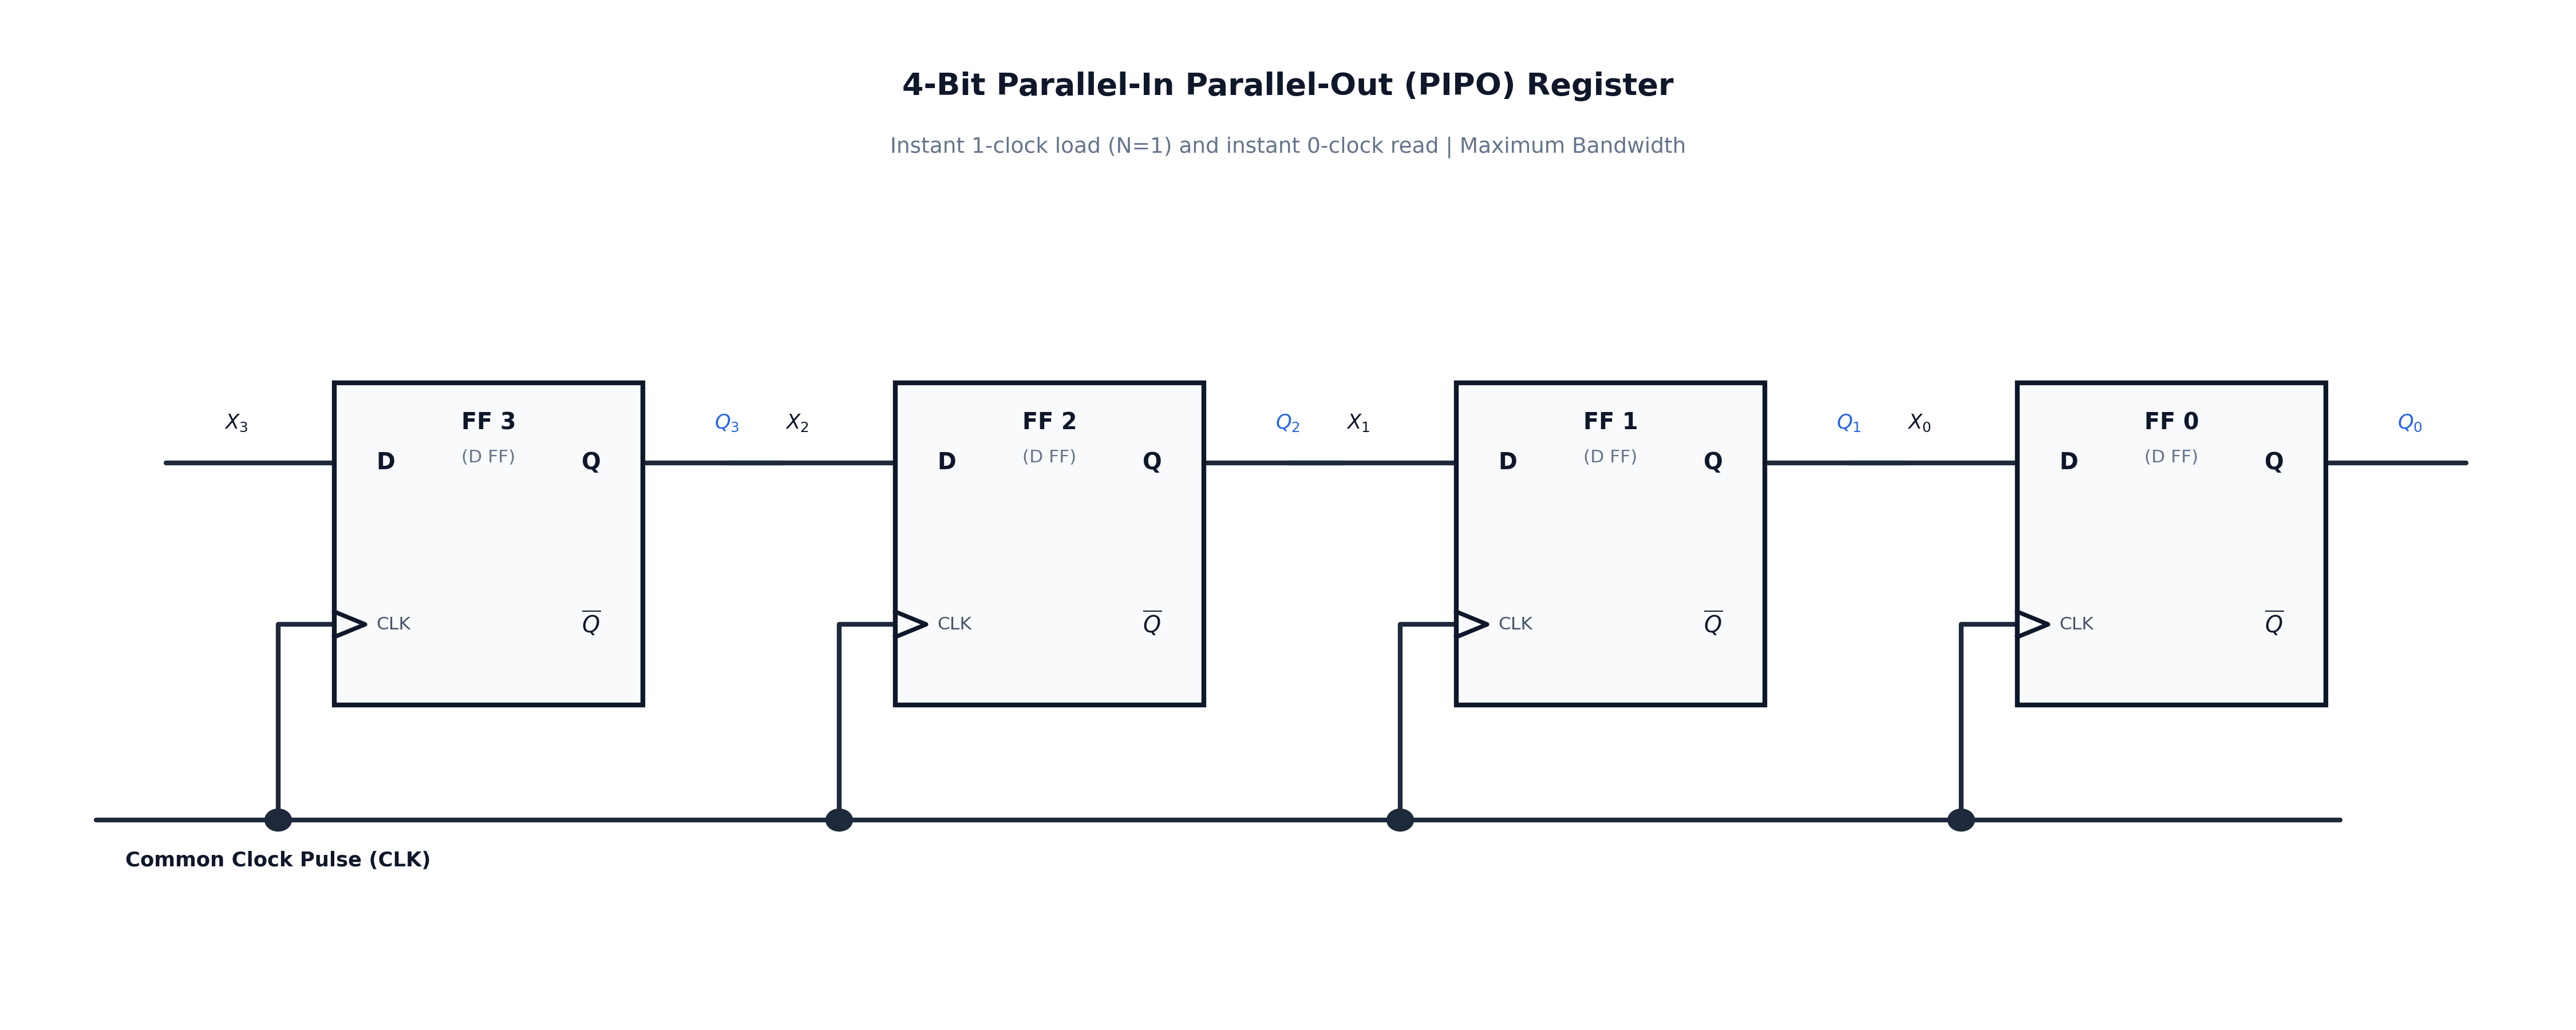 4-Bit Parallel-In Parallel-Out (PIPO) Register
Instant 1-clock load (N=1) and instant 0-clock read | Maximum Bandwidth
X₃ FF 3 Q₃ X₂ FF 2 Q₂ X₁ FF 1 Q₁ X₀ FF 0 Q₀
D (D FF) Q D (D FF) Q D (D FF) Q D (D FF) Q
CLK Q̅ CLK Q̅ CLK Q̅ CLK Q̅
Common Clock Pulse (CLK)